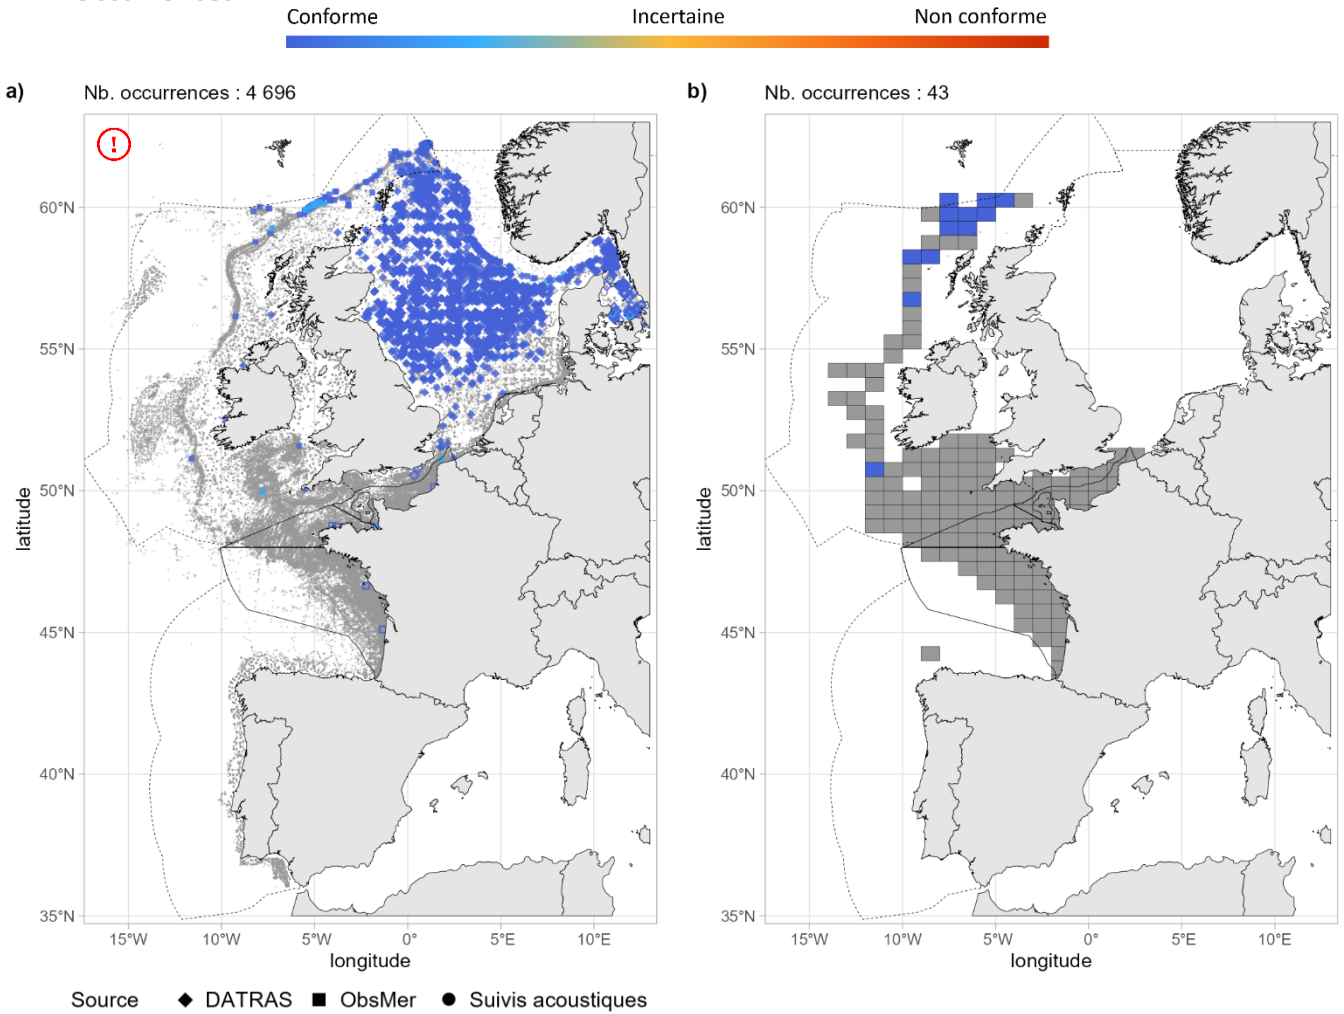 Conforme Incertaine Non conforme
a) Nb. occurrences : 4 696
b) Nb. occurrences : 43
!
60°N
55°N
50°N
45°N
40°N
35°N
latitude
15°W 10°W 5°W 0° 5°E 10°E
longitude
60°N
55°N
50°N
45°N
40°N
35°N
latitude
15°W 10°W 5°W 0° 5°E 10°E
longitude
Source DATRAS ObsMer Suivis acoustiques